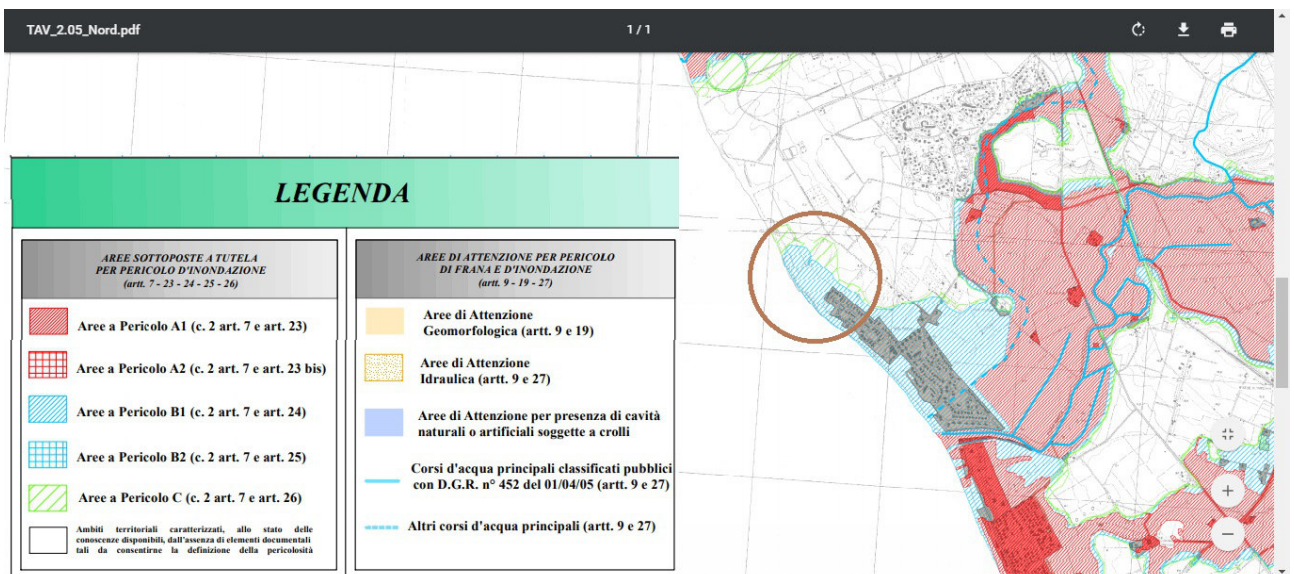 TAV_2.05_Nord.pdf
1 / 1
LEGENDA
AREE SOTTOPOSTE A TUTELA
PER PERICOLO D'INONDAZIONE
(artt. 7 - 23 - 24 - 25 - 26)
Aree a Pericolo A1 (c. 2 art. 7 e art. 23)
Aree a Pericolo A2 (c. 2 art. 7 e art. 23 bis)
Aree a Pericolo B1 (c. 2 art. 7 e art. 24)
Aree a Pericolo B2 (c. 2 art. 7 e art. 25)
Aree a Pericolo C (c. 2 art. 7 e art. 26)
Ambiti territoriali caratterizzati, allo stato delle
conoscenze disponibili, dall'assenza di elementi documentali
tali da consentirne la definizione della pericolosità
AREE DI ATTENZIONE PER PERICOLO
DI FRANA E D'INONDAZIONE
(artt. 9 - 19 - 27)
Aree di Attenzione
Geomorfologica (artt. 9 e 19)
Aree di Attenzione
Idraulica (artt. 9 e 27)
Aree di Attenzione per presenza di cavità
naturali o artificiali soggette a crolli
Corsi d'acqua principali classificati pubblici
con D.G.R. n° 452 del 01/04/05 (artt. 9 e 27)
Altri corsi d'acqua principali (artt. 9 e 27)